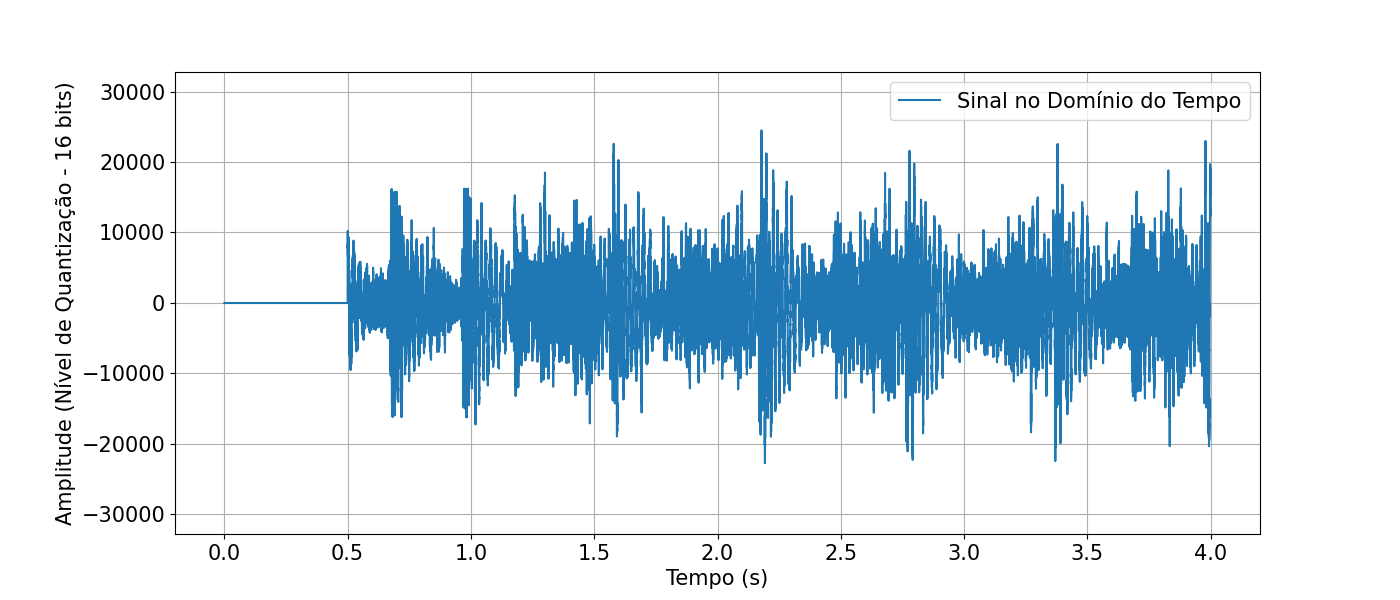 Amplitude (Nível de Quantização - 16 bits)
30000
20000
10000
0
−10000
−20000
−30000
Sinal no Domínio do Tempo
0.0 0.5 1.0 1.5 2.0 2.5 3.0 3.5 4.0
Tempo (s)